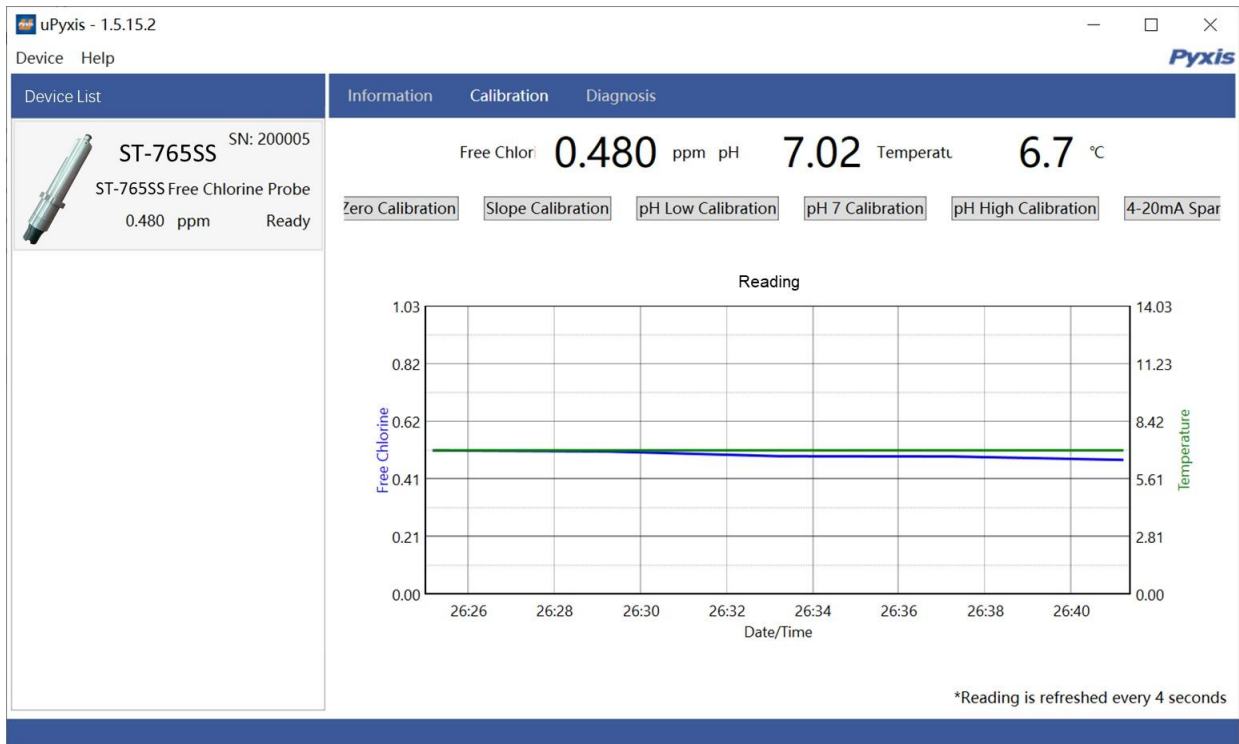 uPyxis - 1.5.15.2
Device Help
Pyxis
Device List
Information Calibration Diagnosis
ST-765SS SN: 200005
ST-765SS Free Chlorine Probe
0.480 ppm Ready
Free Chlori 0.480 ppm pH 7.02 Temperatu 6.7 ℃
Zero Calibration Slope Calibration pH Low Calibration pH 7 Calibration pH High Calibration 4-20mA Span
Reading
1.03 14.03
0.82 11.23
0.62 8.42
0.41 5.61
0.21 2.81
0.00 0.00
Free Chlorine
Temperature
26:26 26:28 26:30 26:32 26:34 26:36 26:38 26:40
Date/Time
*Reading is refreshed every 4 seconds